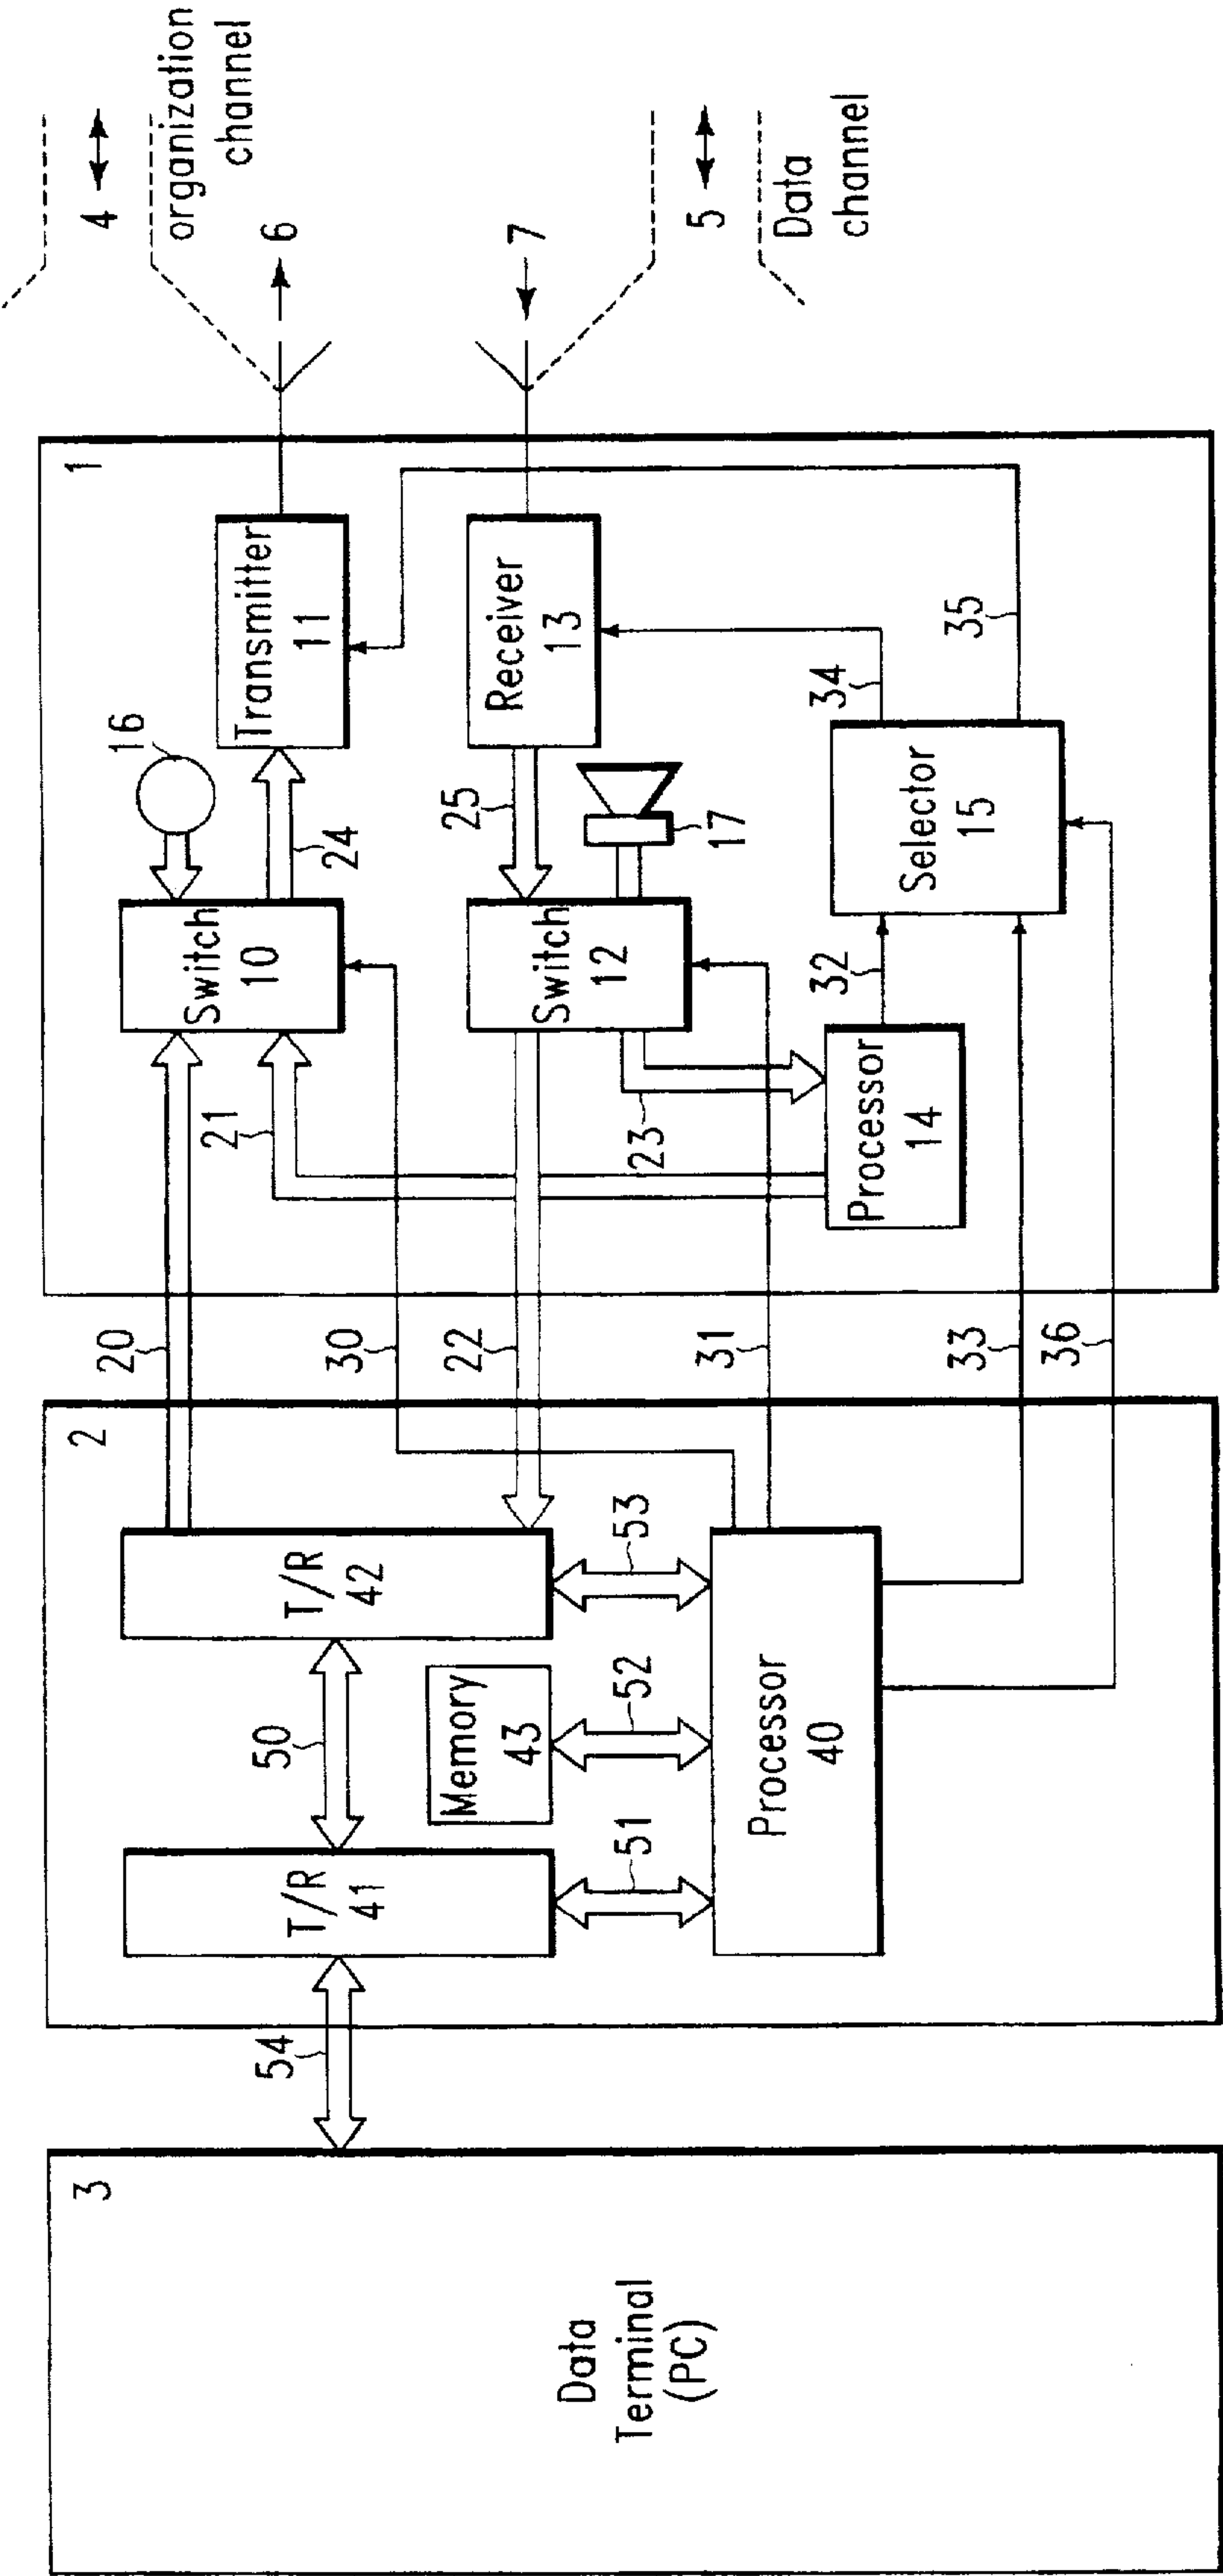 3
Data
Terminal
(PC)
54
2
T/R
41
50
T/R
42
Memory
43
51
52
53
Processor
40
20
30
22
31
33
36
1
Switch
10
16
24
Transmitter
11
21
Switch
12
25
17
Receiver
13
23
Processor
14
32
Selector
15
34
35
4
organization
channel
6
7
5
Data
channel